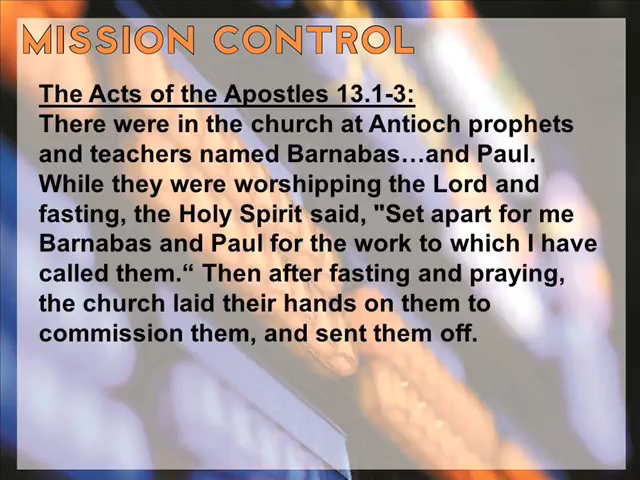 MISSION CONTROL
The Acts of the Apostles 13.1-3:
There were in the church at Antioch prophets
and teachers named Barnabas…and Paul.
While they were worshipping the Lord and
fasting, the Holy Spirit said, "Set apart for me
Barnabas and Paul for the work to which I have
called them.“ Then after fasting and praying,
the church laid their hands on them to
commission them, and sent them off.